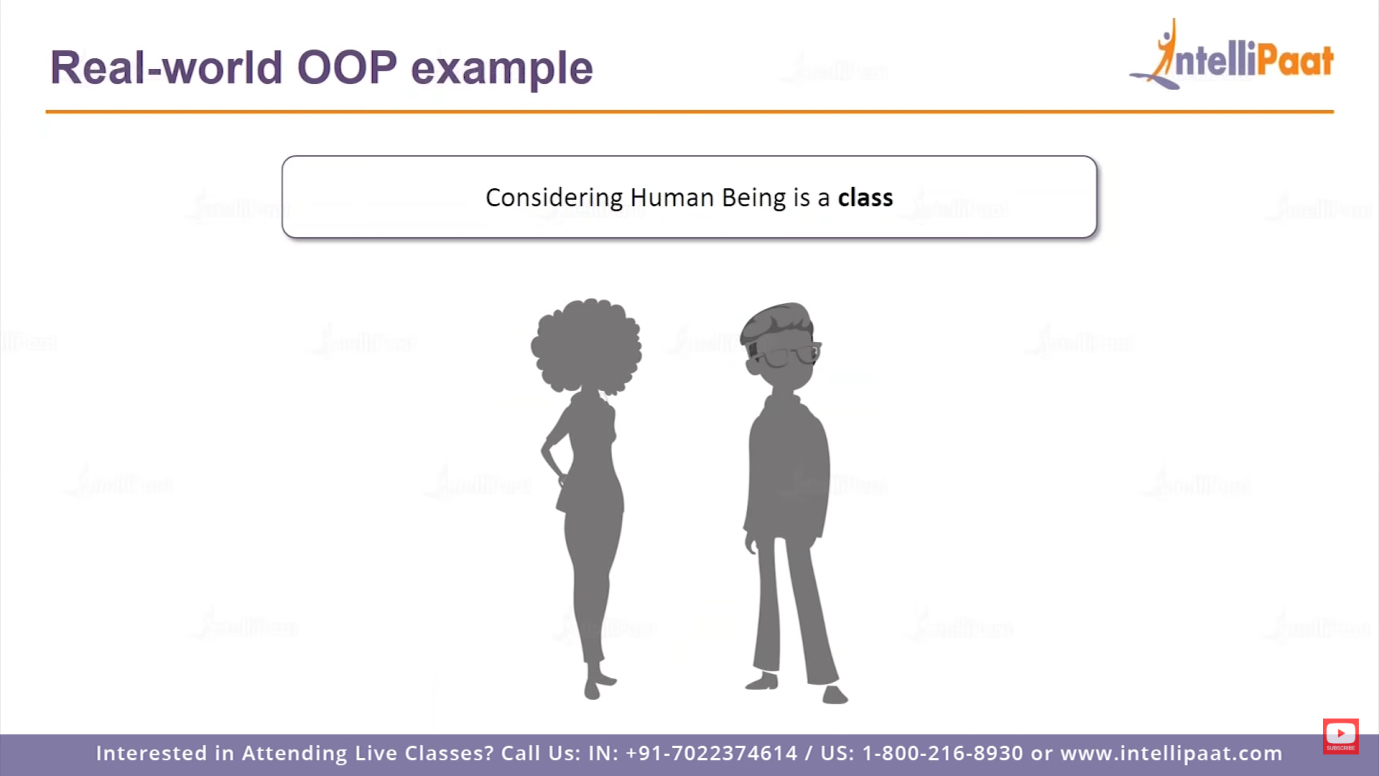 Real-world OOP example
IntelliPaat
Considering Human Being is a class
Interested in Attending Live Classes? Call Us: IN: +91-7022374614 / US: 1-800-216-8930 or www.intellipaat.com
SUBSCRIBE